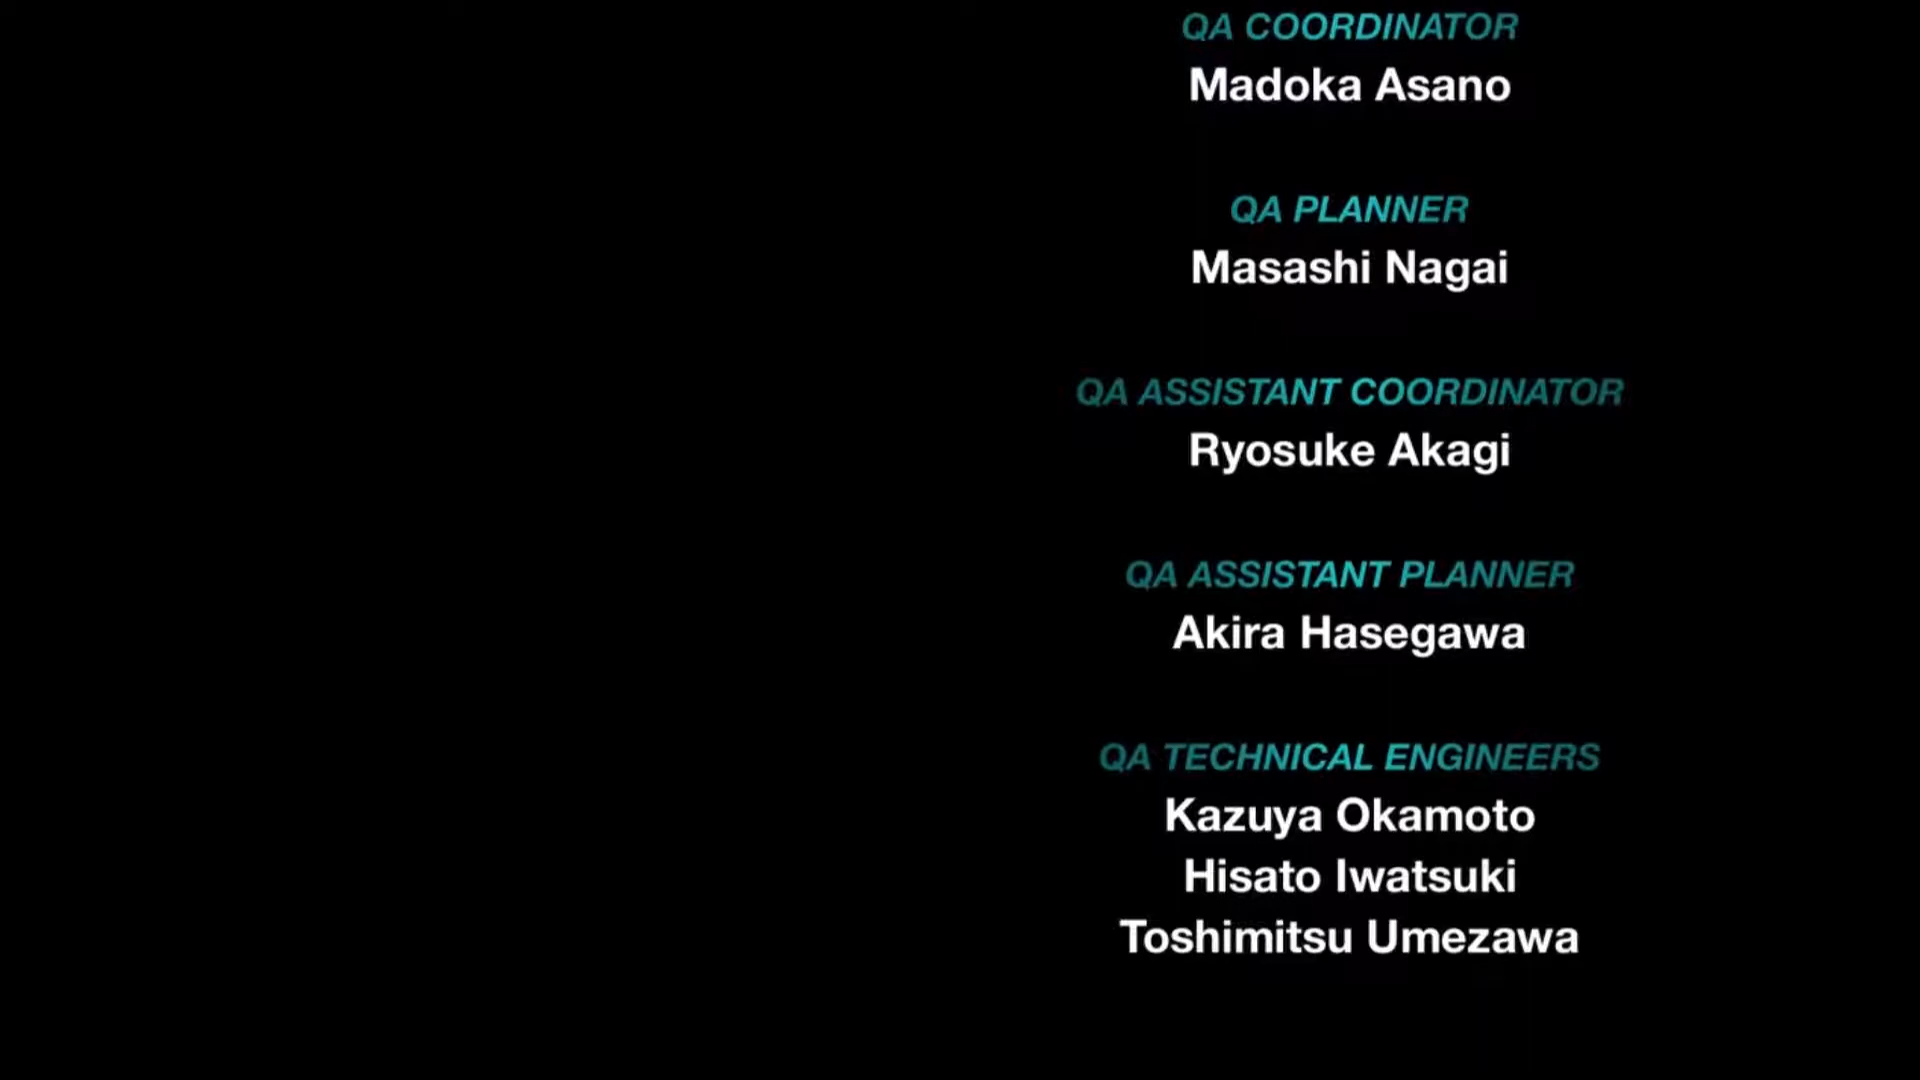 QA COORDINATOR
Madoka Asano
QA PLANNER
Masashi Nagai
QA ASSISTANT COORDINATOR
Ryosuke Akagi
QA ASSISTANT PLANNER
Akira Hasegawa
QA TECHNICAL ENGINEERS
Kazuya Okamoto
Hisato Iwatsuki
Toshimitsu Umezawa